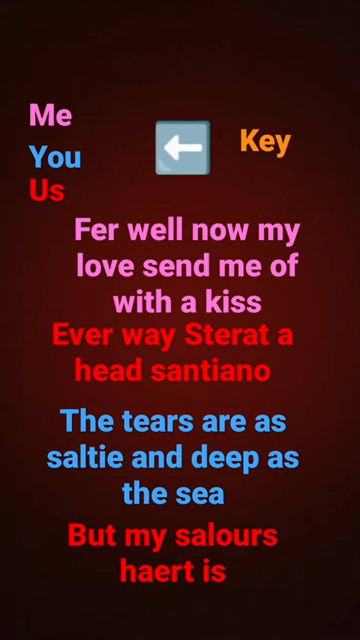 Me
Key
You
Us
Fer well now my
love send me of
with a kiss
Ever way Sterat a
head santiano
The tears are as
saltie and deep as
the sea
But my salours
haert is